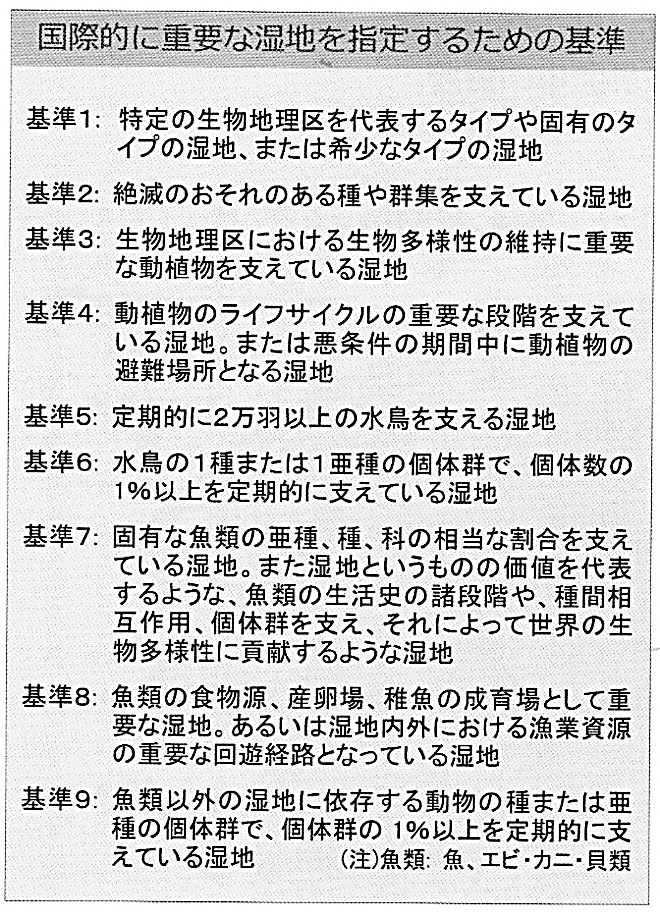 国際的に重要な湿地を指定するための基準
基準1: 特定の生物地理区を代表するタイプや固有のタ
イプの湿地、または希少なタイプの湿地
基準2: 絶滅のおそれのある種や群集を支えている湿地
基準3: 生物地理区における生物多様性の維持に重要
な動植物を支えている湿地
基準4: 動植物のライフサイクルの重要な段階を支えて
いる湿地。または悪条件の期間中に動植物の
避難場所となる湿地
基準5: 定期的に2万羽以上の水鳥を支える湿地
基準6: 水鳥の1種または1亜種の個体群で、個体数の
1%以上を定期的に支えている湿地
基準7: 固有な魚類の亜種、種、科の相当な割合を支え
ている湿地。また湿地というものの価値を代表
するような、魚類の生活史の諸段階や、種間相
互作用、個体群を支え、それによって世界の生
物多様性に貢献するような湿地
基準8: 魚類の食物源、産卵場、稚魚の成育場として重
要な湿地。あるいは湿地内外における漁業資源
の重要な回遊経路となっている湿地
基準9: 魚類以外の湿地に依存する動物の種または亜
種の個体群で、個体群の 1%以上を定期的に支
えている湿地 (注)魚類: 魚、エビ・カニ・貝類